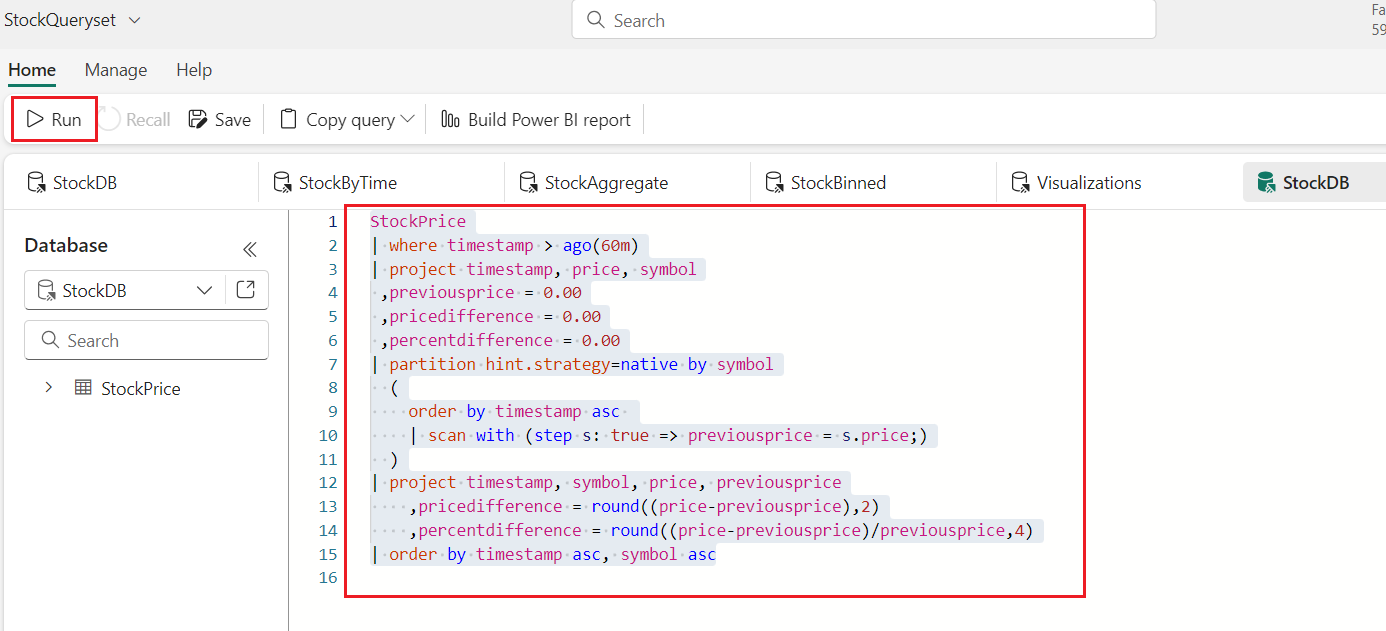 StockQueryset
Search
Fa
59
Home Manage Help
Run Recall Save Copy query Build Power BI report
StockDB StockByTime StockAggregate StockBinned Visualizations StockDB
Database
StockDB
Search
StockPrice
1 StockPrice
2 | where timestamp > ago(60m)
3 | project timestamp, price, symbol
4 ,previousprice = 0.00
5 ,pricedifference = 0.00
6 ,percentdifference = 0.00
7 | partition hint.strategy=native by symbol
8 (
9 order by timestamp asc
10 | scan with (step s: true => previousprice = s.price;)
11 )
12 | project timestamp, symbol, price, previousprice
13 ,pricedifference = round((price-previousprice),2)
14 ,percentdifference = round((price-previousprice)/previousprice,4)
15 | order by timestamp asc, symbol asc
16